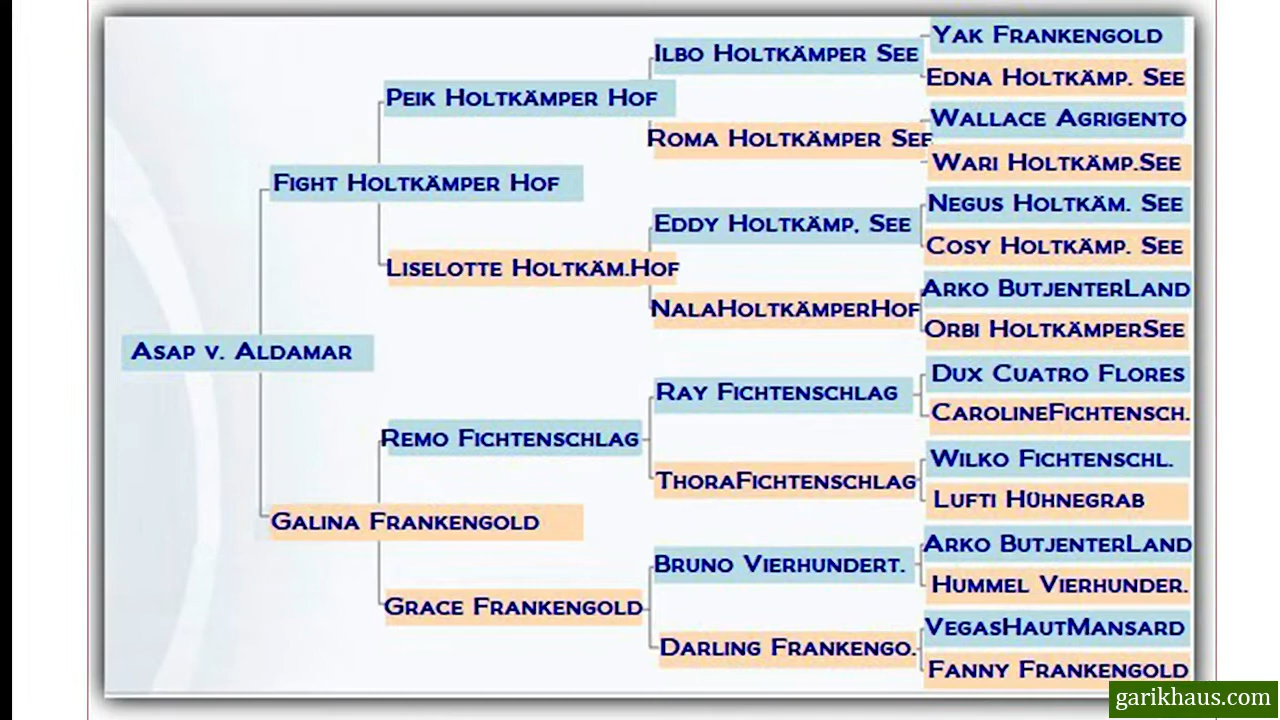 Yak Frankengold
Ilbo Holtkämper See
Edna Holtkämp. See
Peik Holtkämper Hof
Wallace Agrigento
Roma Holtkämper See
Wari Holtkämp.See
Fight Holtkämper Hof
Negus Holtkäm. See
Eddy Holtkämp. See
Cosy Holtkämp. See
Liselotte Holtkäm.Hof
Arko ButjenterLand
NalaHoltkämperHof
Orbi HoltkämperSee
Asap v. Aldamar
Dux Cuatro Flores
Ray Fichtenschlag
CarolineFichtensch.
Remo Fichtenschlag
Wilko Fichtenschl.
ThoraFichtenschlag
Lufti Hühnegrab
Galina Frankengold
Arko ButjenterLand
Bruno Vierhundert.
Hummel Vierhunder.
Grace Frankengold
VegasHautMansard
Darling Frankengo.
Fanny Frankengold
garikhaus.com